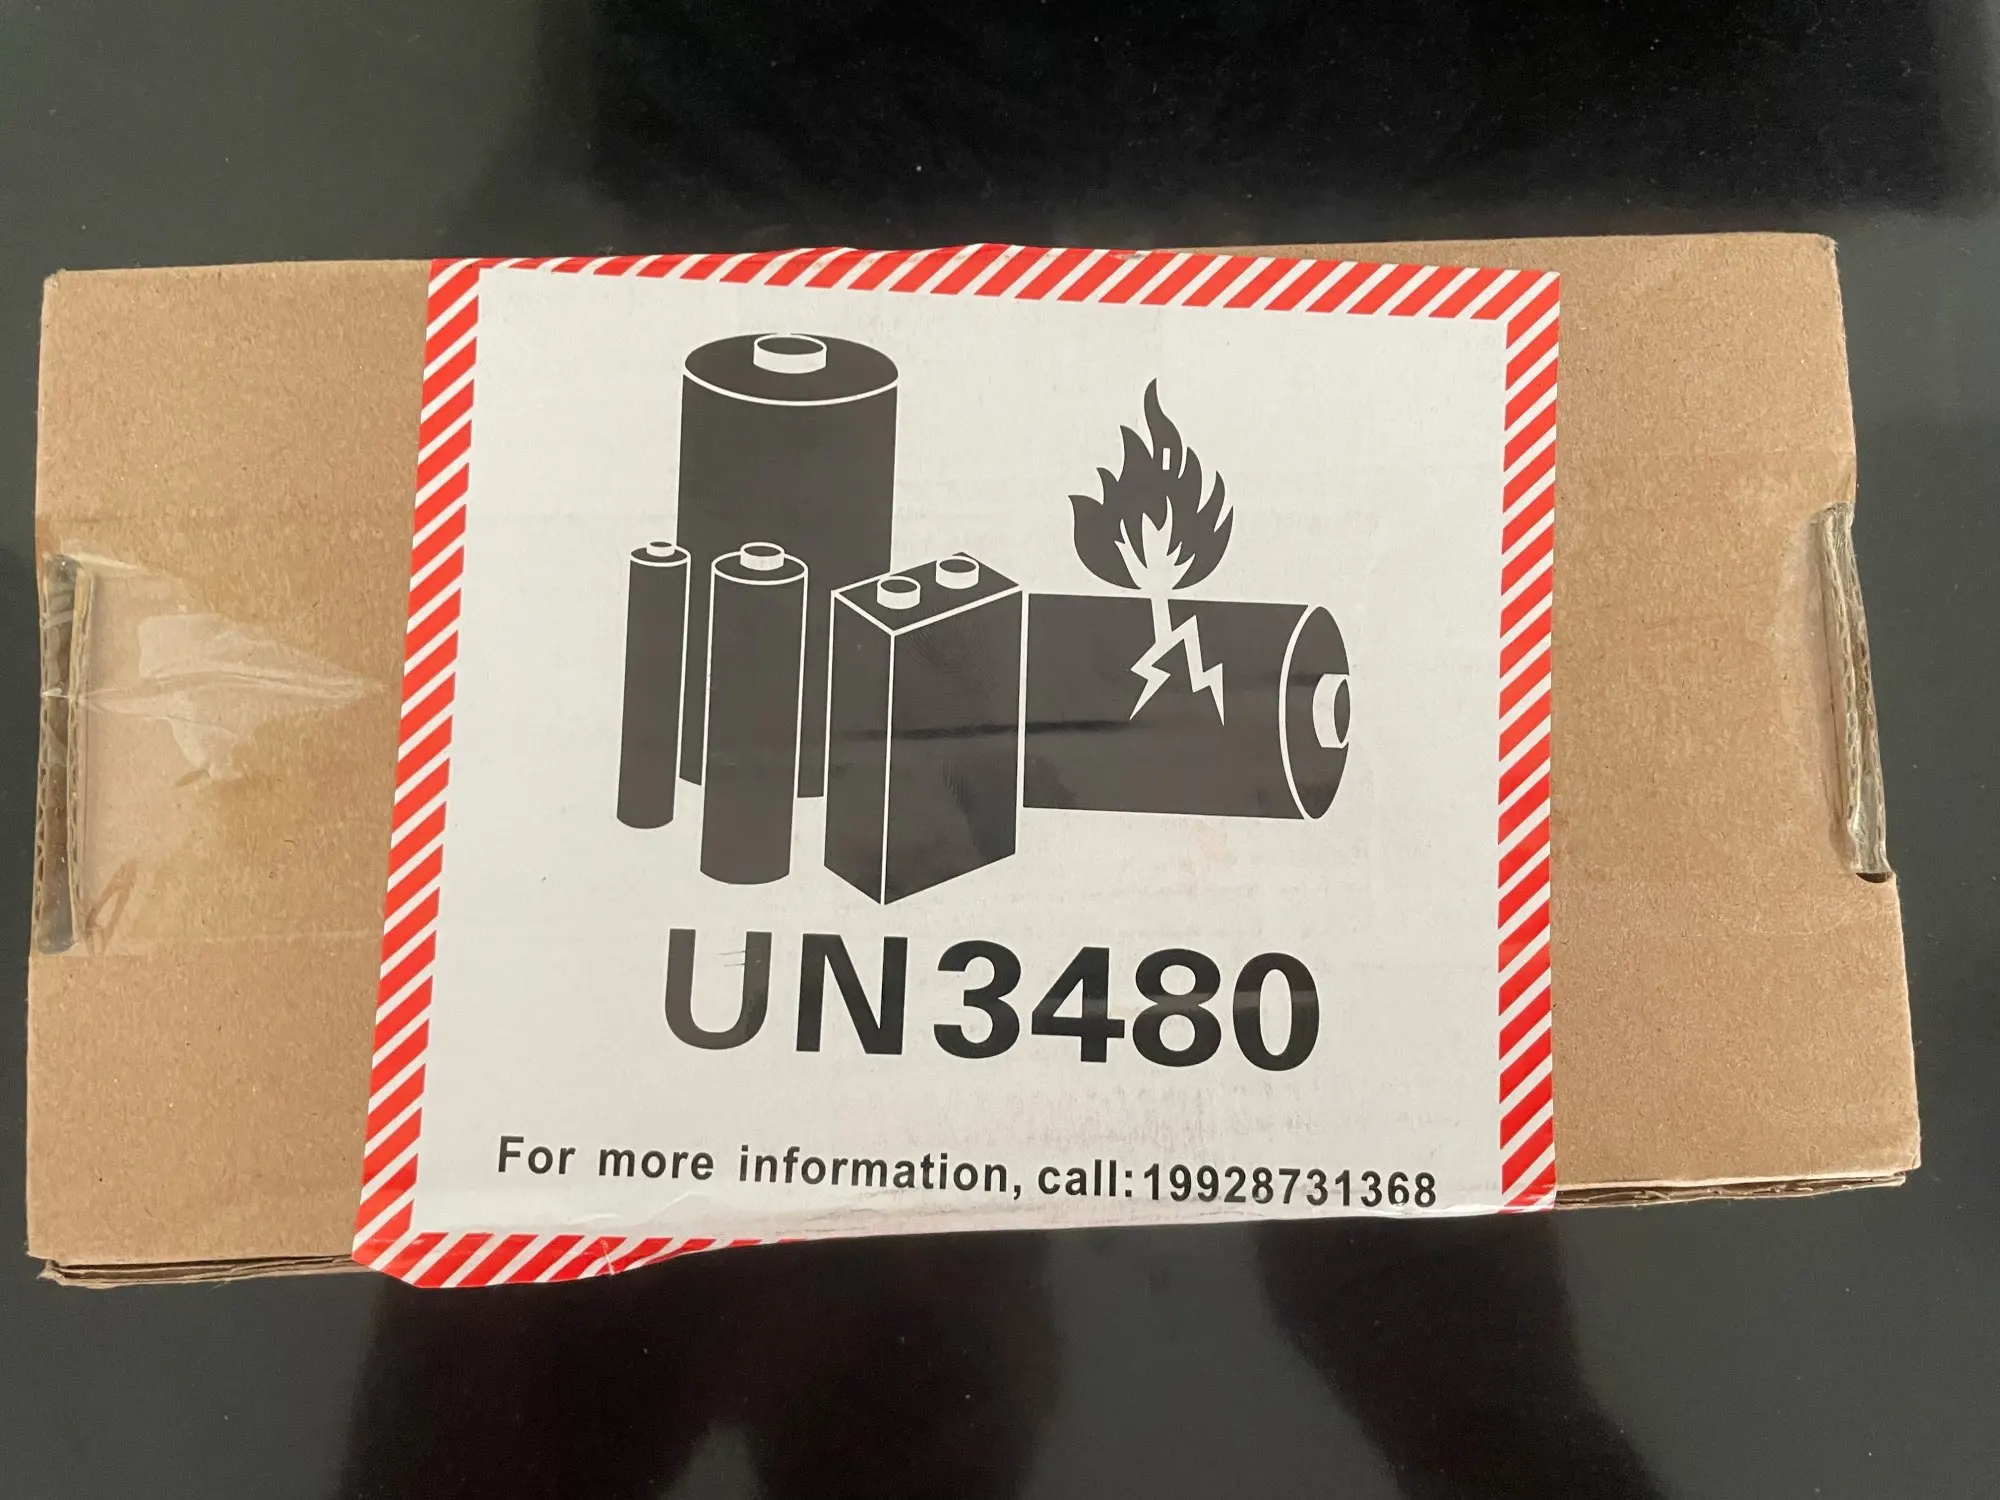 UN3480
For more information, call:19928731368